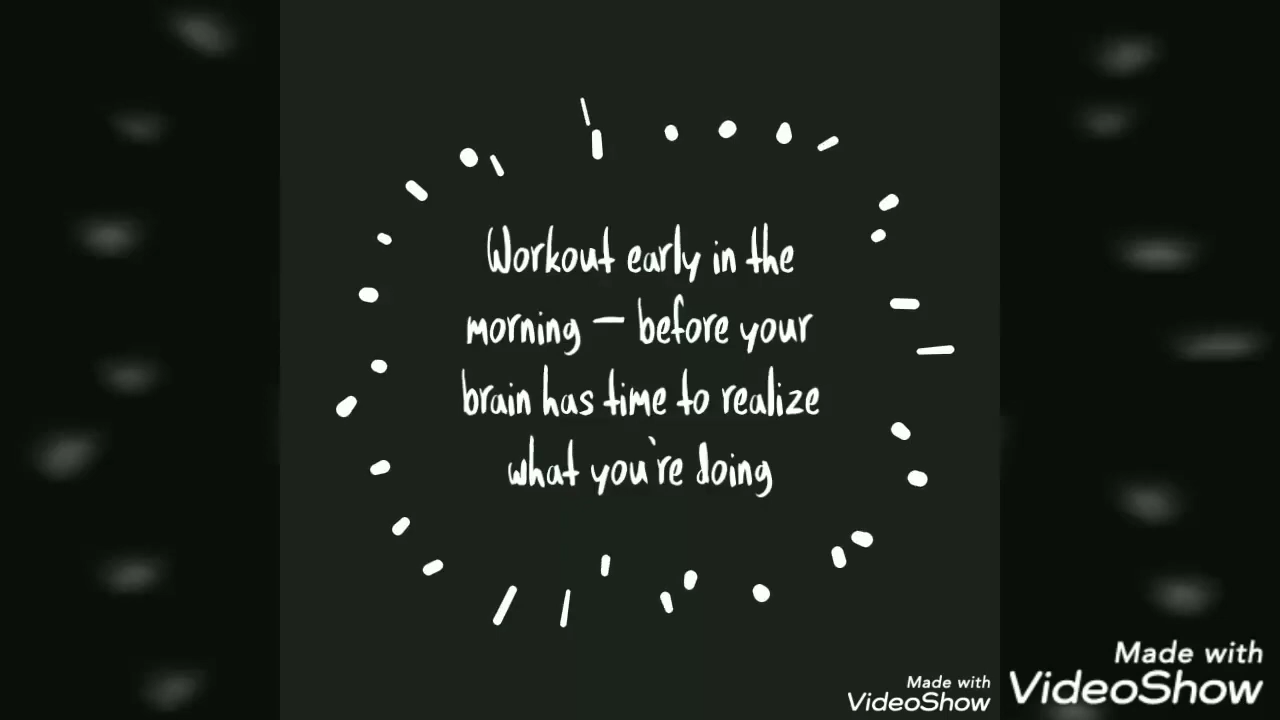 Workout early in the
morning — before your
brain has time to realize
what you're doing
Made with
VideoShow
Made with
VideoShow